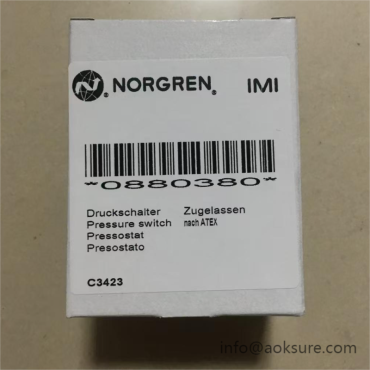 NORGREN® IMI
*0880380*
Druckschalter Zugelassen
Pressure switch nach ATEX
Pressostat
Presostato
C3423
info@aoksure.com